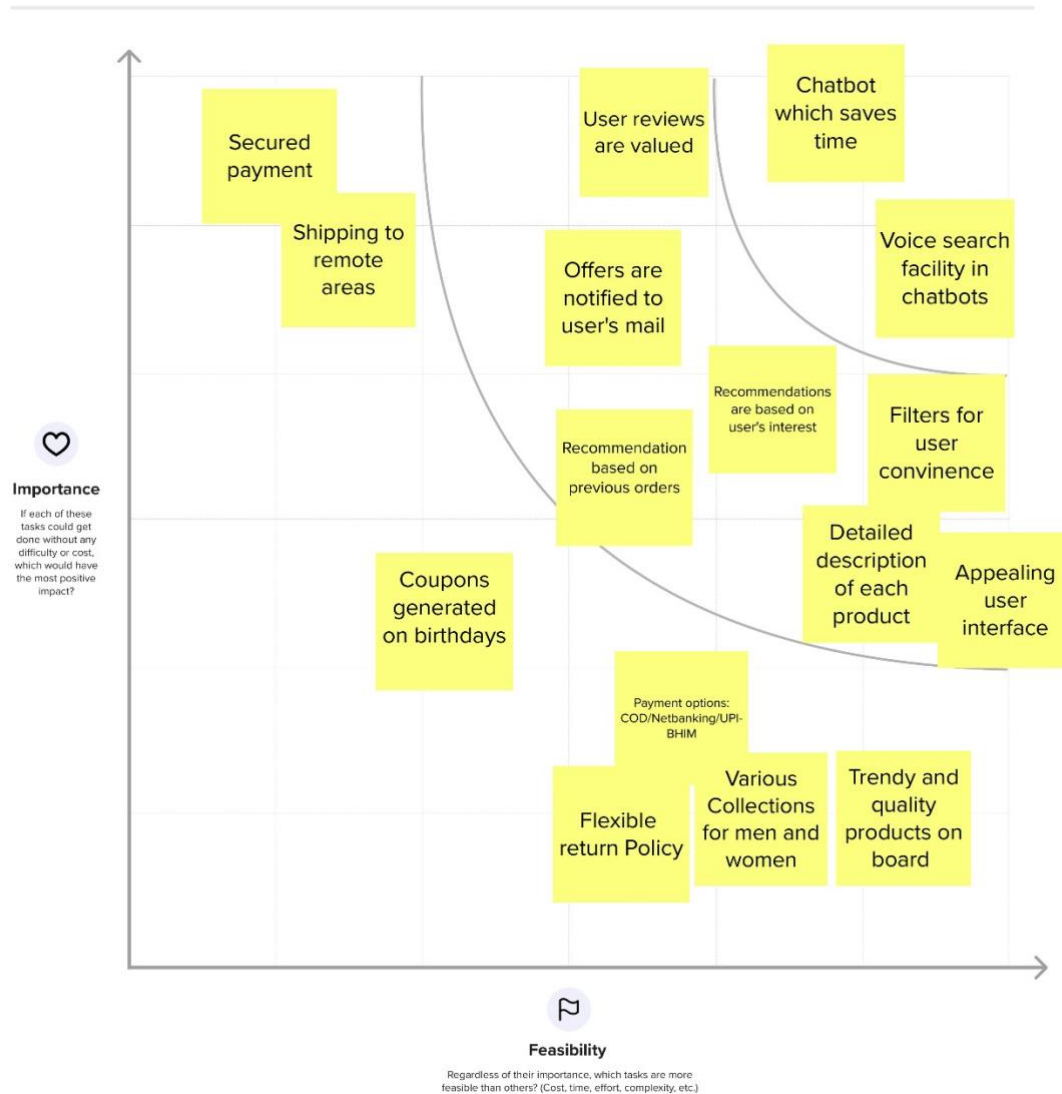 User reviews
are valued
Chatbot
which saves
time
Secured
payment
Shipping to
remote
areas
Voice search
facility in
chatbots
Offers are
notified to
user's mail
Recommendations
are based on
user's interest
Filters for
user
convinence
Recommendation
based on
previous orders
Importance
If each of these
tasks could get
done without any
difficulty or cost,
which would have
the most positive
impact?
Detailed
description
of each
product
Appealing
user
interface
Coupons
generated
on birthdays
Payment options:
COD/Netbanking/UPI-
BHIM
Flexible
return Policy
Various
Collections
for men and
women
Trendy and
quality
products on
board
Feasibility
Regardless of their importance, which tasks are more
feasible than others? (Cost, time, effort, complexity, etc.)